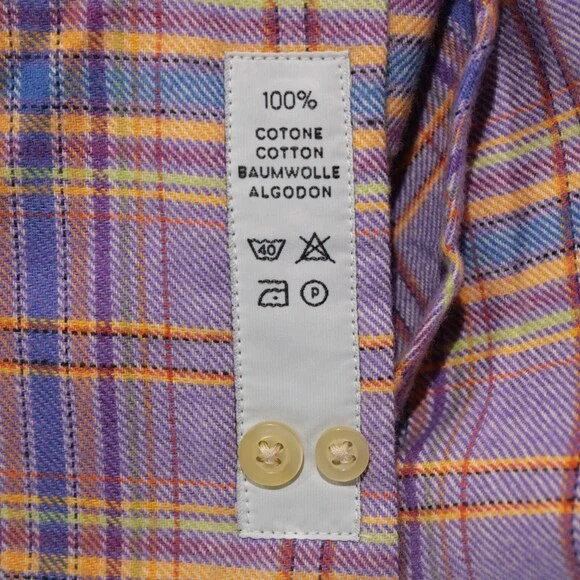 100%
COTONE
COTTON
BAUMWOLLE
ALGODON
40
P